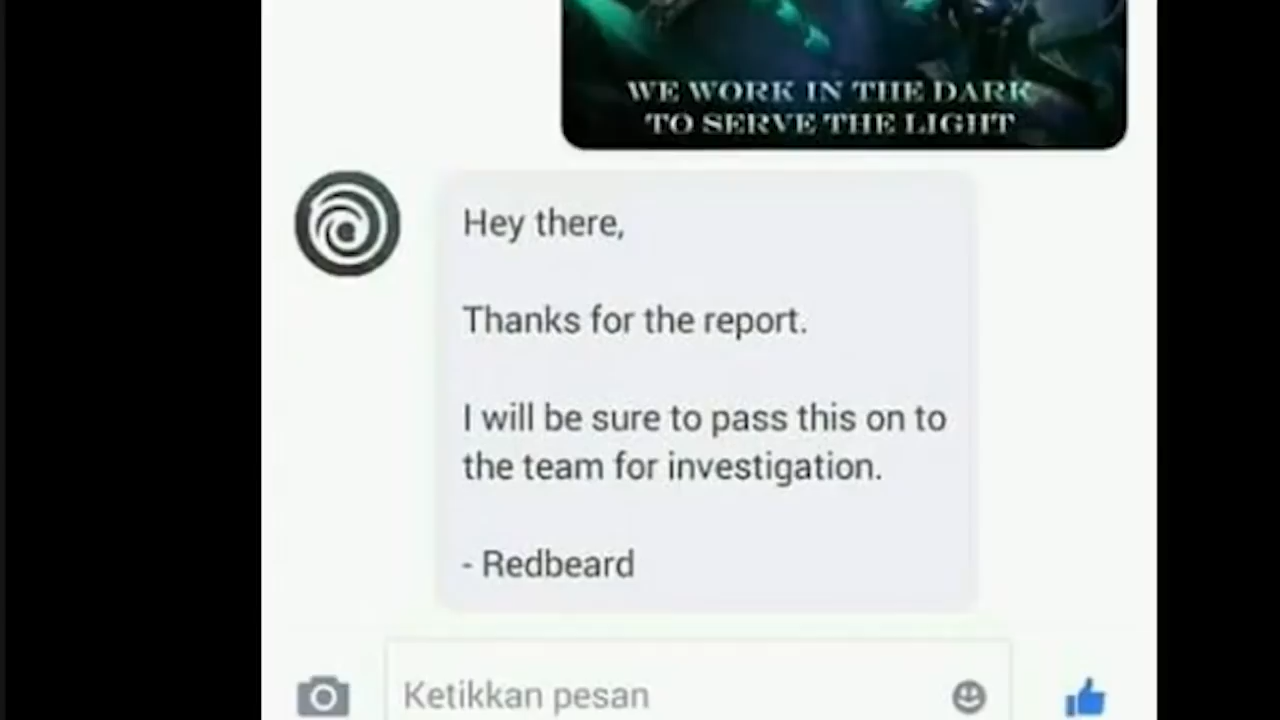 WE WORK IN THE DARK
TO SERVE THE LIGHT
Hey there,
Thanks for the report.
I will be sure to pass this on to
the team for investigation.
- Redbeard
Ketikkan pesan